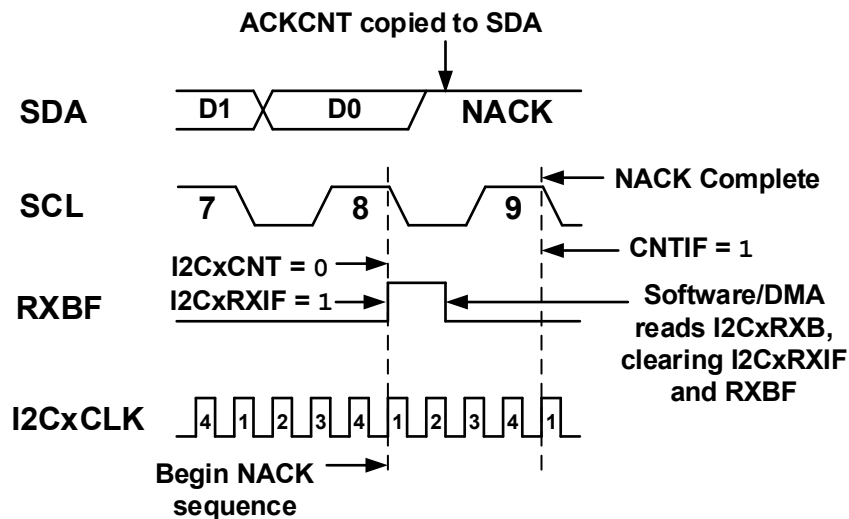 ACKCNT copied to SDA
SDA D1 D0 NACK
NACK Complete
SCL 7 8 9
CNTIF = 1
I2CxCNT = 0
I2CxRXIF = 1
RXBF
Software/DMA
reads I2CxRXB,
clearing I2CxRXIF
and RXBF
I2CxCLK 4 1 2 3 4 1 2 3 4 1
Begin NACK
sequence